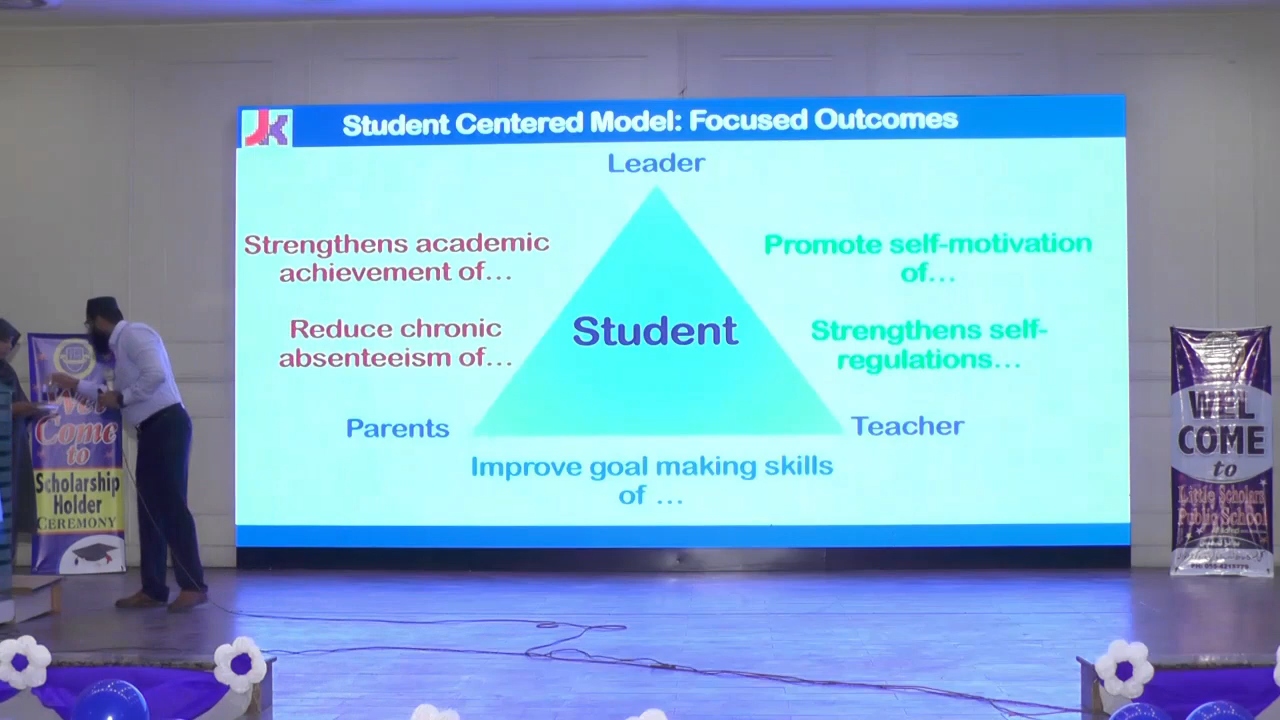 JK
Student Centered Model: Focused Outcomes
Leader
Strengthens academic
achievement of...
Promote self-motivation
of...
Reduce chronic
absenteeism of...
Student
Strengthens self-
regulations...
Parents
Teacher
Improve goal making skills
of ...
Wel
Come
to
Scholarship
Holder
CEREMONY
WEL
COME
to
Little Scholars
Public School